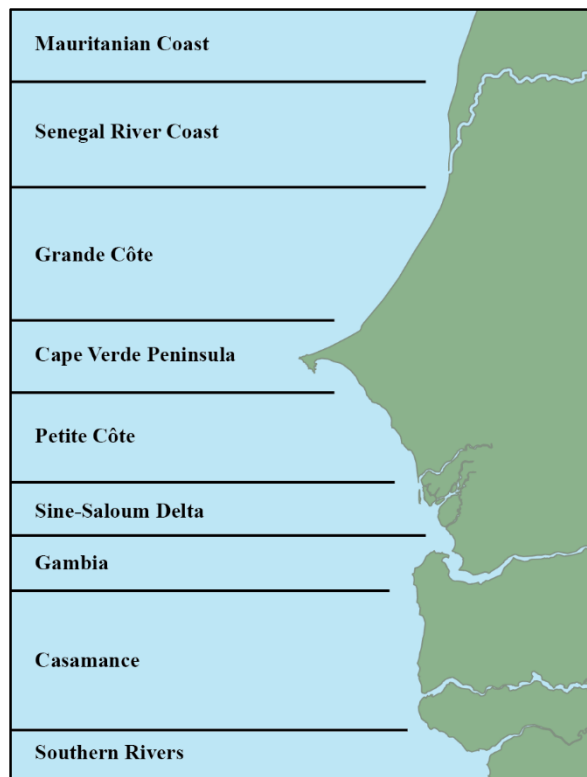 Mauritanian Coast
Senegal River Coast
Grande Côte
Cape Verde Peninsula
Petite Côte
Sine-Saloum Delta
Gambia
Casamance
Southern Rivers